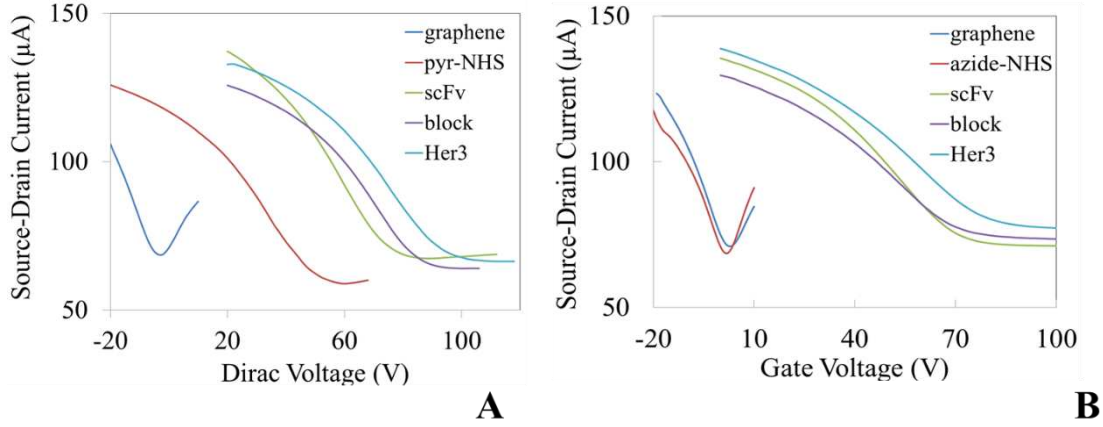 150
100
50
Source-Drain Current (µA)
-20 20 60 100
Dirac Voltage (V)
graphene
pyr-NHS
scFv
block
Her3
A
150
100
50
Source-Drain Current (µA)
-20 10 40 70 100
Gate Voltage (V)
graphene
azide-NHS
scFv
block
Her3
B